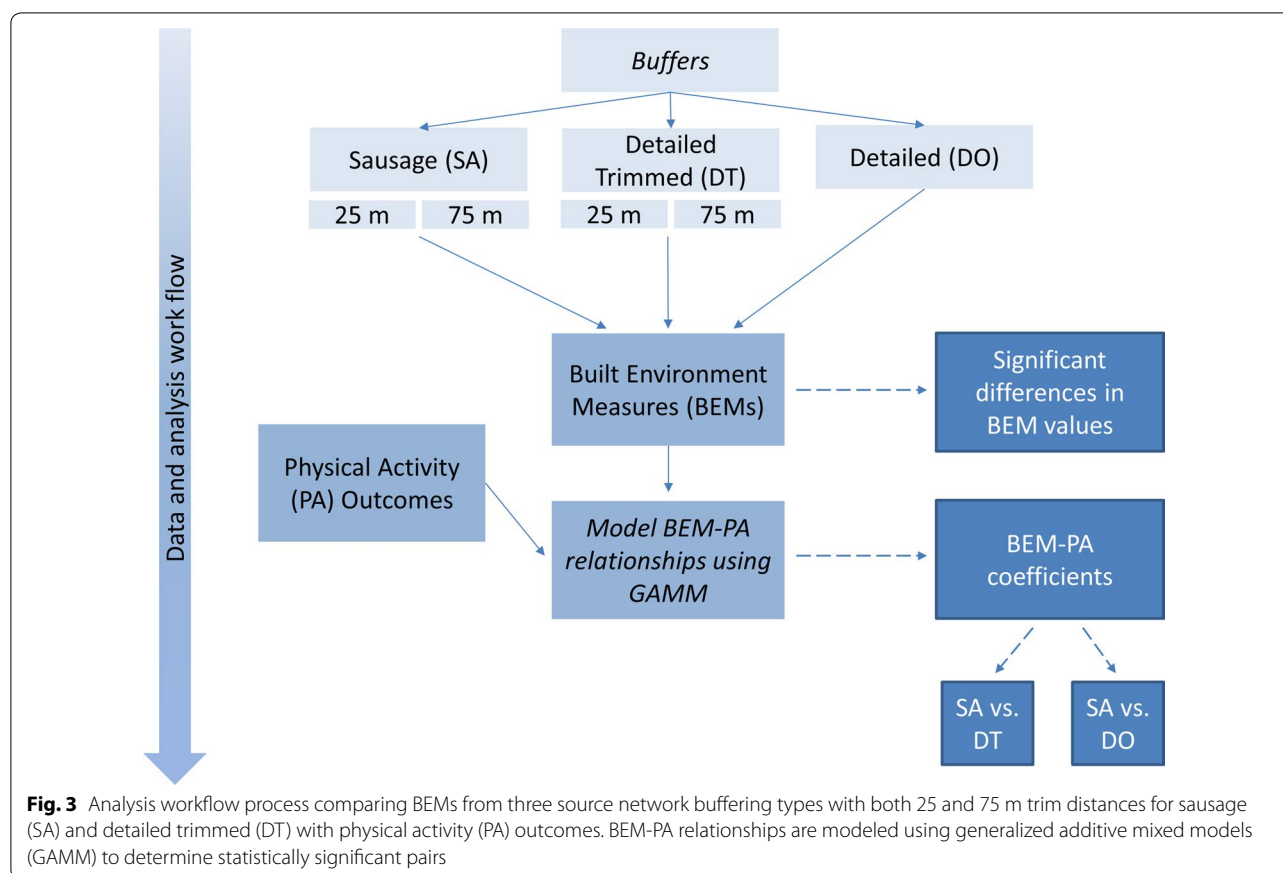 Buffers
Sausage (SA)
25 m
75 m
Detailed
Trimmed (DT)
25 m
75 m
Detailed (DO)
Data and analysis work flow
Built Environment
Measures (BEMs)
Significant
differences in
BEM values
Physical Activity
(PA) Outcomes
Model BEM-PA
relationships using
GAMM
BEM-PA
coefficients
SA vs.
DT
SA vs.
DO
Fig. 3 Analysis workflow process comparing BEMs from three source network buffering types with both 25 and 75 m trim distances for sausage
(SA) and detailed trimmed (DT) with physical activity (PA) outcomes. BEM-PA relationships are modeled using generalized additive mixed models
(GAMM) to determine statistically significant pairs